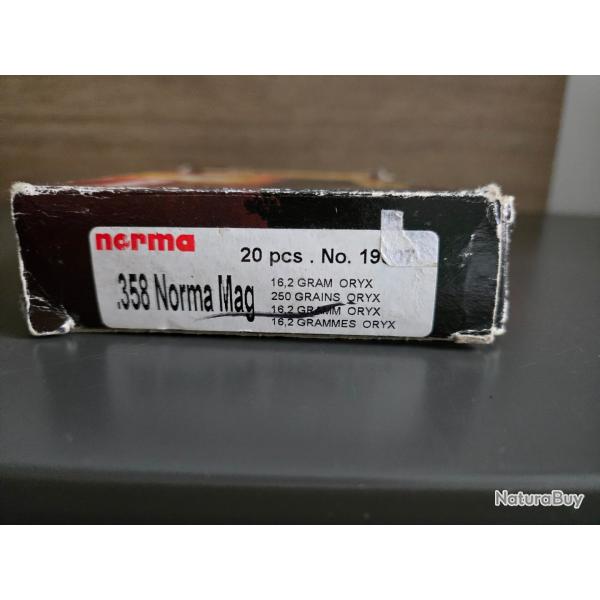 norma
20 pcs . No. 19
.358 Norma Mag
16,2 GRAM ORYX
250 GRAINS ORYX
16,2 GRAMM ORYX
16,2 GRAMMES ORYX
NaturaBuy